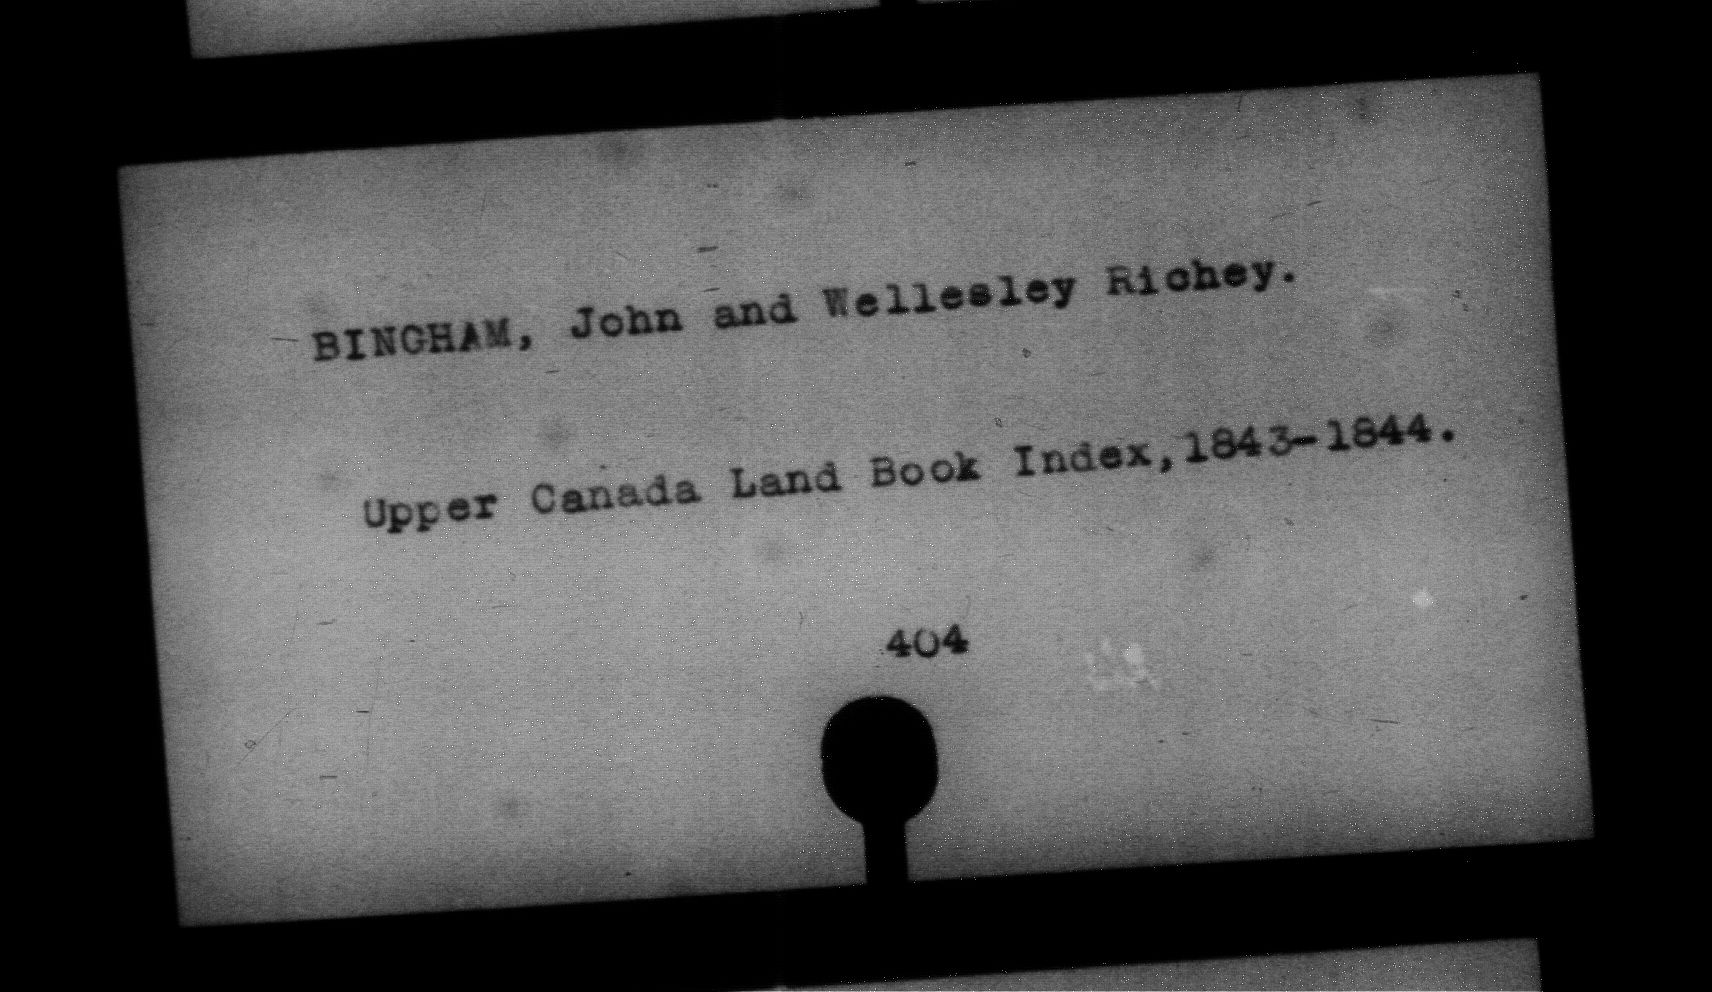 BINGHAM, John and Wellesley Richey.
Upper Canada Land Book Index,1843-1844.
404